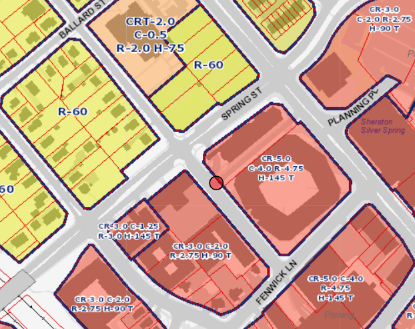 BALLARD ST
CRT-2.0
C-0.5
R-2.0 H-75
CR-3.0
C-2.0 R-2.75
H-90 T
R-60
R-60
SPRING ST
PLANNING PL
Sheraton
Silver Spring
CR-5.0
C-4.0 R-4.75
H-145 T
60
CR-3.0 C-1.25
R-3.0 H-145 T
CR-3.0 C-2.0
R-2.75 H-90 T
FENWICK LN
CR-5.0 C-4.0
R-4.75
H-145 T
CR-3.0 C-2.0
R-2.75 H-90 T